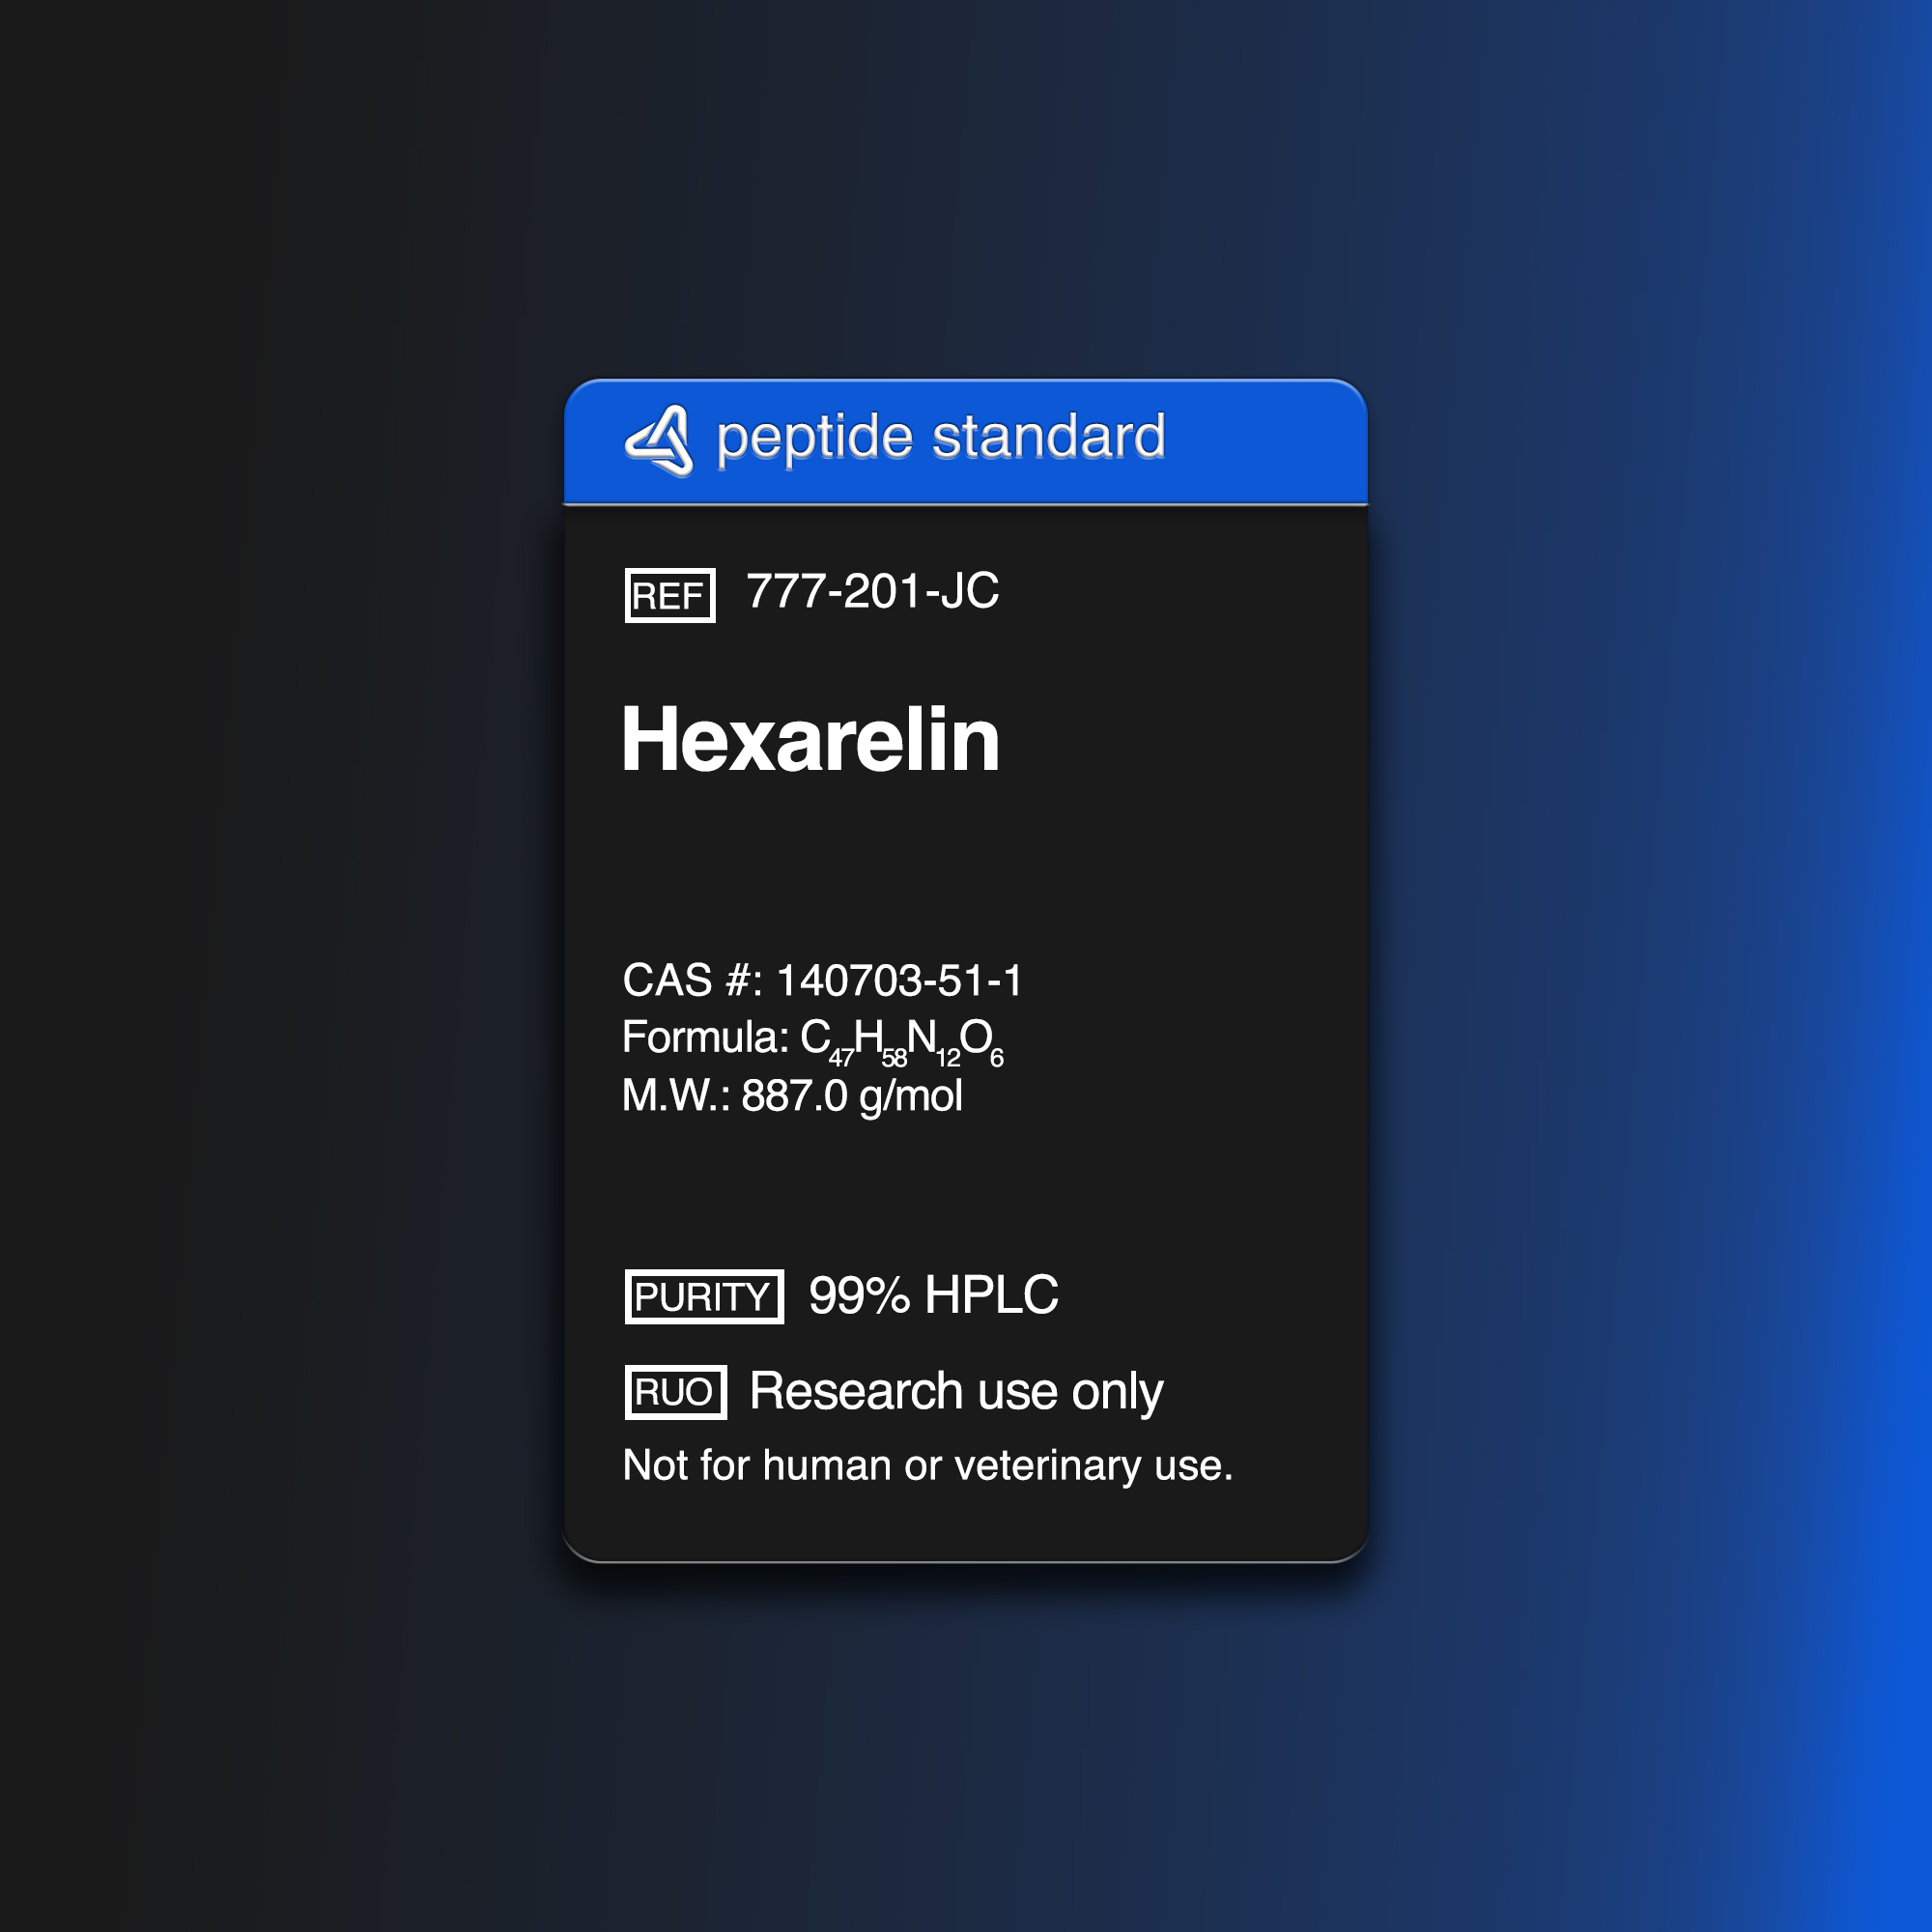 peptide standard
REF 777-201-JC
Hexarelin
CAS #: 140703-51-1
Formula: C₄₇H₅₈N₁₂O₆
M.W.: 887.0 g/mol
PURITY 99% HPLC
RUO Research use only
Not for human or veterinary use.